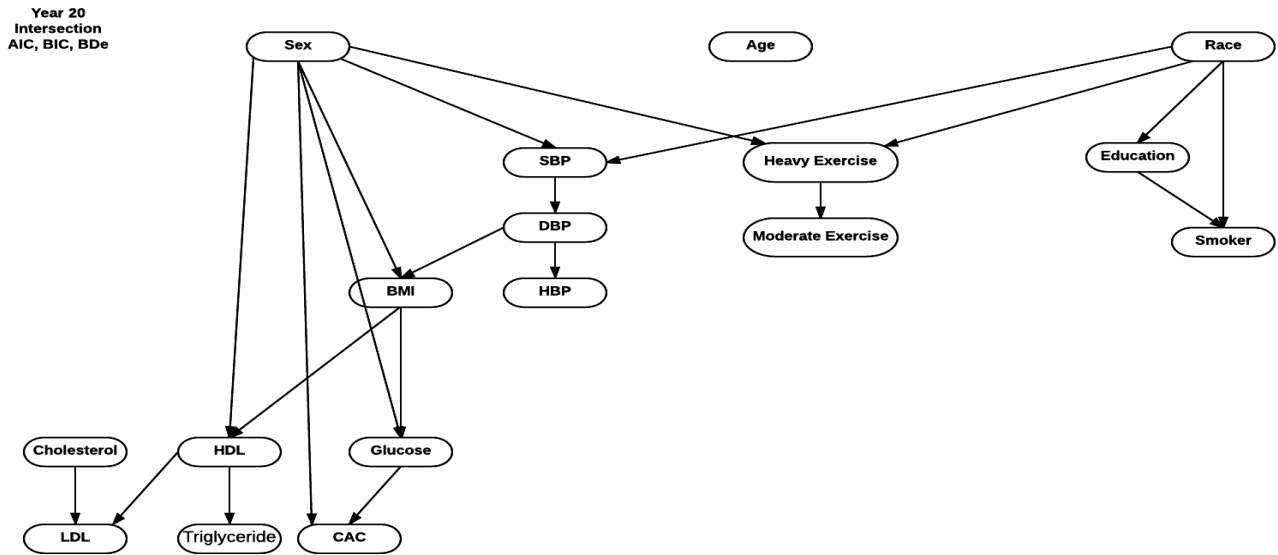 Year 20
Intersection
AIC, BIC, BDe
Sex
Age
Race
SBP
Heavy Exercise
Education
DBP
Moderate Exercise
Smoker
BMI
HBP
Cholesterol
HDL
Glucose
LDL
Triglyceride
CAC